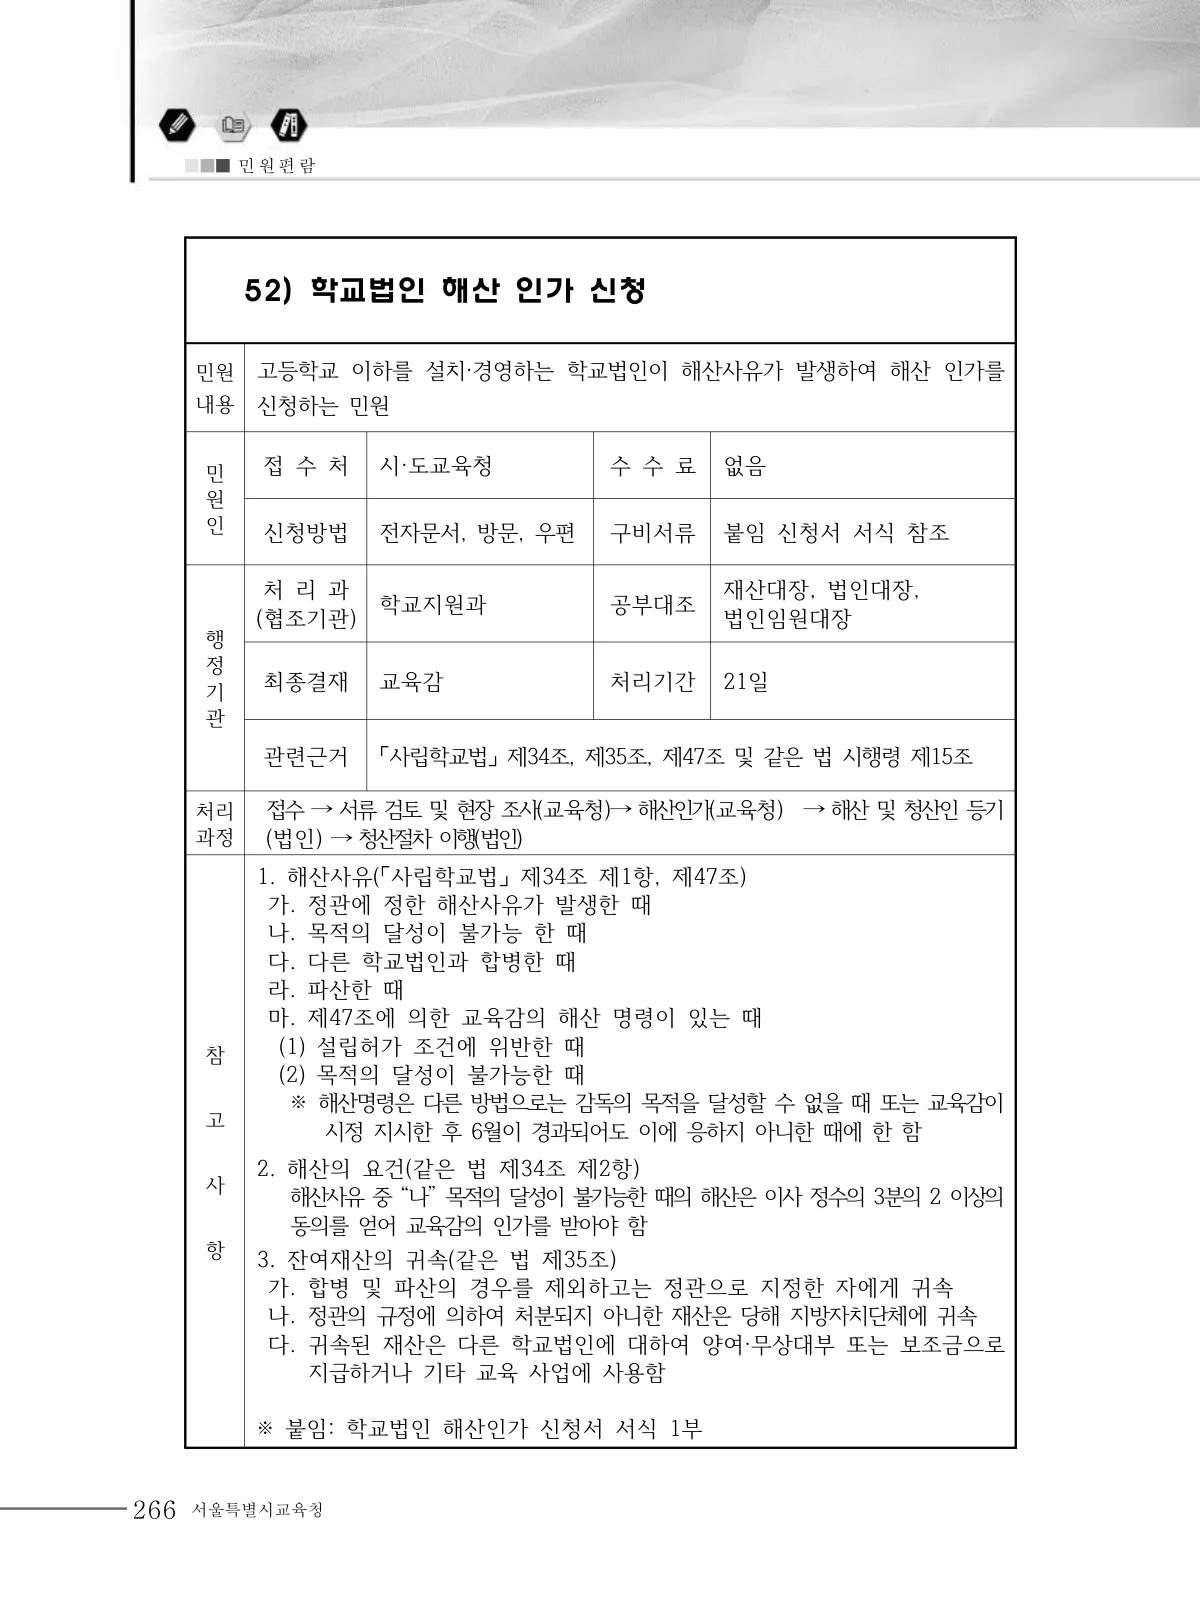 민원편람
52) 학교법인 해산 인가 신청
민원
내용
고등학교 이하를 설치·경영하는 학교법인이 해산사유가 발생하여 해산 인가를
신청하는 민원
민
원
인
접 수 처
시·도교육청
수 수 료
없음
신청방법
전자문서, 방문, 우편
구비서류
붙임 신청서 서식 참조
행
정
기
관
처 리 과
(협조기관)
학교지원과
공부대조
재산대장, 법인대장,
법인임원대장
최종결재
교육감
처리기간
21일
관련근거
「사립학교법」 제34조, 제35조, 제47조 및 같은 법 시행령 제15조
처리
과정
접수 → 서류 검토 및 현장 조사(교육청)→ 해산인가(교육청) → 해산 및 청산인 등기
(법인) → 청산절차 이행(법인)
참
고
사
항
1. 해산사유(「사립학교법」 제34조 제1항, 제47조)
가. 정관에 정한 해산사유가 발생한 때
나. 목적의 달성이 불가능 한 때
다. 다른 학교법인과 합병한 때
라. 파산한 때
마. 제47조에 의한 교육감의 해산 명령이 있는 때
(1) 설립허가 조건에 위반한 때
(2) 목적의 달성이 불가능한 때
※ 해산명령은 다른 방법으로는 감독의 목적을 달성할 수 없을 때 또는 교육감이
시정 지시한 후 6월이 경과되어도 이에 응하지 아니한 때에 한 함
2. 해산의 요건(같은 법 제34조 제2항)
해산사유 중 “나” 목적의 달성이 불가능한 때의 해산은 이사 정수의 3분의 2 이상의
동의를 얻어 교육감의 인가를 받아야 함
3. 잔여재산의 귀속(같은 법 제35조)
가. 합병 및 파산의 경우를 제외하고는 정관으로 지정한 자에게 귀속
나. 정관의 규정에 의하여 처분되지 아니한 재산은 당해 지방자치단체에 귀속
다. 귀속된 재산은 다른 학교법인에 대하여 양여·무상대부 또는 보조금으로
지급하거나 기타 교육 사업에 사용함
※ 붙임: 학교법인 해산인가 신청서 서식 1부
266 서울특별시교육청